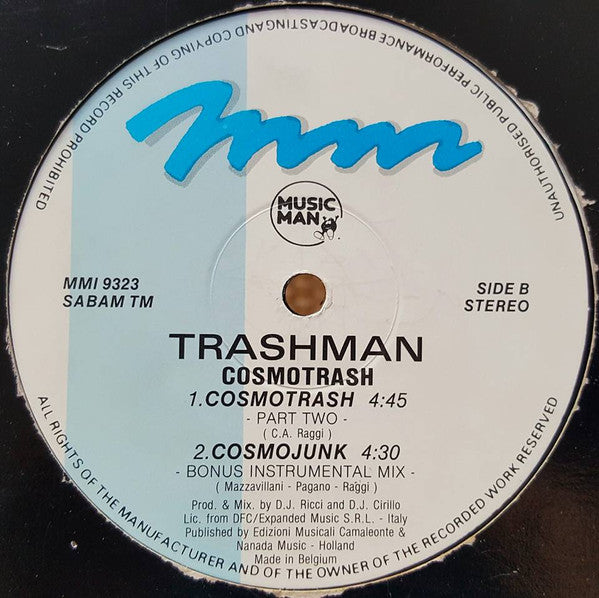 UNAUTHORISED PUBLIC PERFORMANCE BROADCASTING AND COPYING OF THIS RECORD PROHIBITED
mm
MUSIC
MAN
MMI 9323
SABAM TM
SIDE B
STEREO
TRASHMAN
COSMOTRASH
1.COSMOTRASH 4:45
- PART TWO -
( C.A. Raggi )
2.COSMOJUNK 4:30
- BONUS INSTRUMENTAL MIX -
( Mazzavillani - Pagano - Raggi )
Prod. & Mix. by D.J. Ricci and D.J. Cirillo
Lic. from DFC/Expanded Music S.R.L. - Italy
Published by Edizioni Musicali Camaleonte &
Nanada Music - Holland
Made in Belgium
ALL RIGHTS OF THE MANUFACTURER AND OF THE OWNER OF THE RECORDED WORK RESERVED